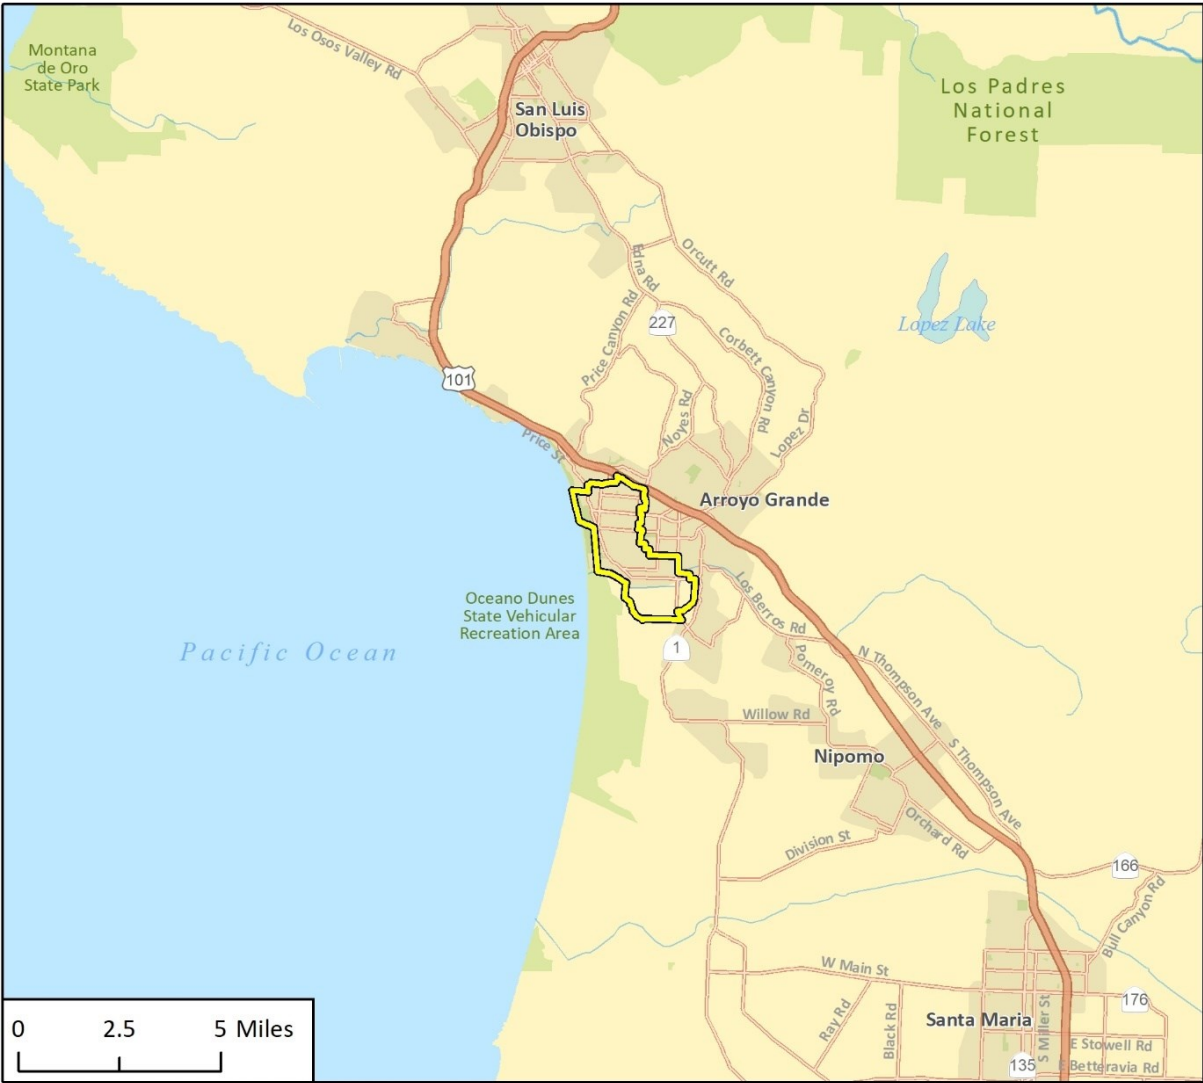 Los Osos Valley Rd
Montana
de Oro
State Park
San Luis
Obispo
Los Padres
National
Forest
Orcutt Rd
Edna Rd
Price Canyon Rd
227
Lopez Lake
Corbett Canyon Rd
101
Noyes Rd
Lopez Dr
Price St
Arroyo Grande
Oceano Dunes
State Vehicular
Recreation Area
Los Berros Rd
Pacific Ocean
1
Pomeroy Rd
N Thompson Ave
Willow Rd
Nipomo
S Thompson Ave
Orchard Rd
Division St
166
Bull Canyon Rd
W Main St
Ray Rd
Black Rd
176
Santa Maria
S Miller St
E Stowell Rd
135
E Betteravia Rd
0 2.5 5 Miles